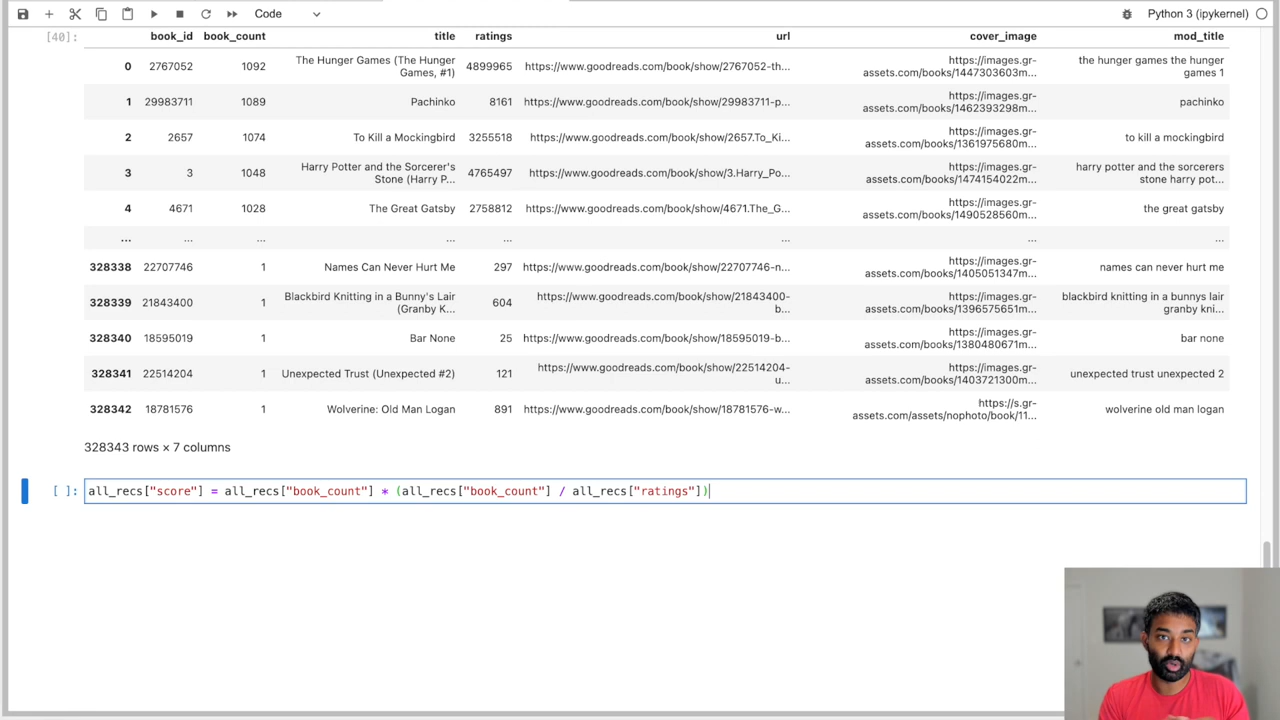 Code
Python 3 (ipykernel)
[40]:
book_id book_count title ratings url cover_image mod_title
0 2767052 1092 The Hunger Games (The Hunger Games, #1) 4899965 https://www.goodreads.com/book/show/2767052-th... https://images.gr-assets.com/books/1447303603m... the hunger games the hunger games 1
1 29983711 1089 Pachinko 8161 https://www.goodreads.com/book/show/29983711-p... https://images.gr-assets.com/books/1462393298m... pachinko
2 2657 1074 To Kill a Mockingbird 3255518 https://www.goodreads.com/book/show/2657.To_Ki... https://images.gr-assets.com/books/1361975680m... to kill a mockingbird
3 3 1048 Harry Potter and the Sorcerer's Stone (Harry P... 4765497 https://www.goodreads.com/book/show/3.Harry_Po... https://images.gr-assets.com/books/1474154022m... harry potter and the sorcerers stone harry pot...
4 4671 1028 The Great Gatsby 2758812 https://www.goodreads.com/book/show/4671.The_G... https://images.gr-assets.com/books/1490528560m... the great gatsby
... ... ... ... ... ... ... ...
328338 22707746 1 Names Can Never Hurt Me 297 https://www.goodreads.com/book/show/22707746-n... https://images.gr-assets.com/books/1405051347m... names can never hurt me
328339 21843400 1 Blackbird Knitting in a Bunny's Lair (Granby K... 604 https://www.goodreads.com/book/show/21843400-b... https://images.gr-assets.com/books/1396575651m... blackbird knitting in a bunnys lair granby kni...
328340 18595019 1 Bar None 25 https://www.goodreads.com/book/show/18595019-b... https://images.gr-assets.com/books/1380480671m... bar none
328341 22514204 1 Unexpected Trust (Unexpected #2) 121 https://www.goodreads.com/book/show/22514204-u... https://images.gr-assets.com/books/1403721300m... unexpected trust unexpected 2
328342 18781576 1 Wolverine: Old Man Logan 891 https://www.goodreads.com/book/show/18781576-w... https://s.gr-assets.com/assets/nophoto/book/11... wolverine old man logan
328343 rows × 7 columns
[ ]: all_recs["score"] = all_recs["book_count"] * (all_recs["book_count"] / all_recs["ratings"])